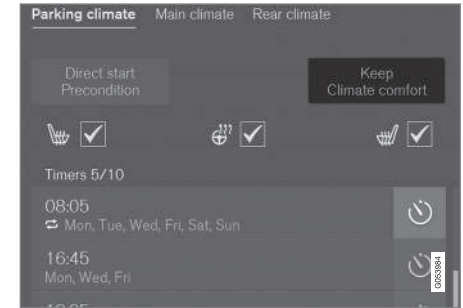 Parking climate Main climate Rear climate
Direct start
Precondition
Keep
Climate comfort
Timers 5/10
08:05
Mon, Tue, Wed, Fri, Sat, Sun
16:45
Mon, Wed, Fri
G053984